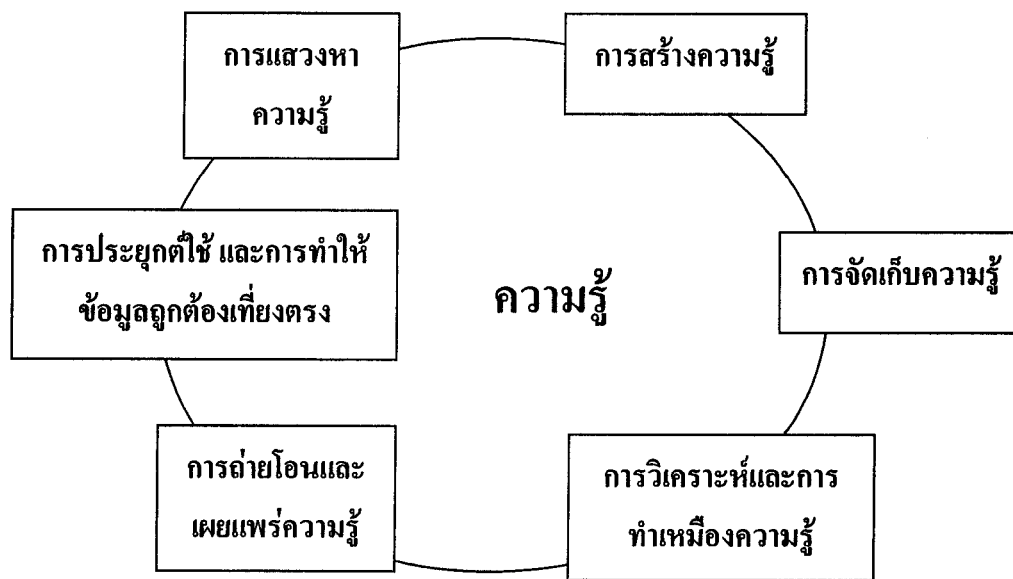 การแสวงหา
ความรู้
การสร้างความรู้
การประยุกต์ใช้ และการทำให้
ข้อมูลถูกต้องเที่ยงตรง
ความรู้
การจัดเก็บความรู้
การถ่ายโอนและ
เผยแพร่ความรู้
การวิเคราะห์และการ
ทำเหมืองความรู้